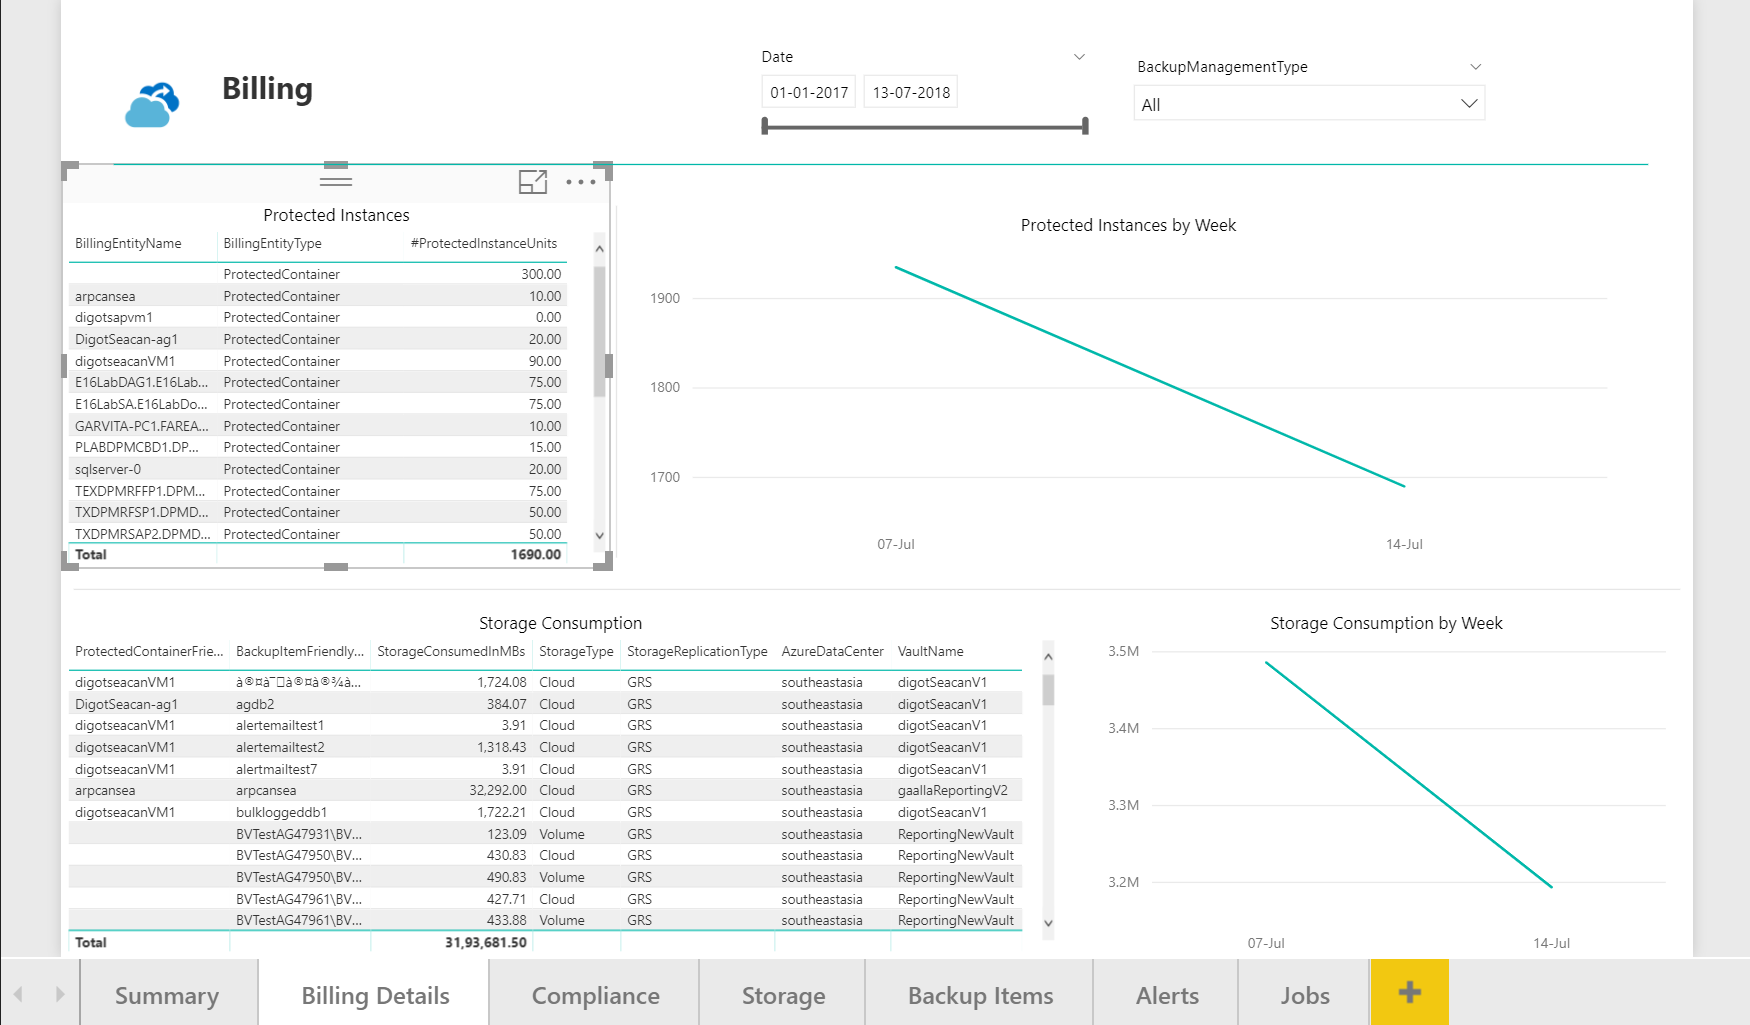 Billing
Date
01-01-2017 13-07-2018
BackupManagementType
All
Protected Instances
BillingEntityName BillingEntityType #ProtectedInstanceUnits
ProtectedContainer 300.00
arpcansea ProtectedContainer 10.00
digotsapvm1 ProtectedContainer 0.00
DigotSeacan-ag1 ProtectedContainer 20.00
digotseacanVM1 ProtectedContainer 90.00
E16LabDAG1.E16Lab... ProtectedContainer 75.00
E16LabSA.E16LabDo... ProtectedContainer 75.00
GARVITA-PC1.FAREA... ProtectedContainer 10.00
PLABDPMCBD1.DP... ProtectedContainer 15.00
sqlserver-0 ProtectedContainer 20.00
TEXDPMRFFP1.DPM... ProtectedContainer 75.00
TXDPMRFSP1.DPMD... ProtectedContainer 50.00
TXDPMRSAP2.DPMD... ProtectedContainer 50.00
Total 1690.00
Protected Instances by Week
1900
1800
1700
07-Jul 14-Jul
Storage Consumption
ProtectedContainerFrie... BackupItemFriendly... StorageConsumedInMBs StorageType StorageReplicationType AzureDataCenter VaultName
digotseacanVM1 1,724.08 Cloud GRS southeastasia digotSeacanV1
DigotSeacan-ag1 agdb2 384.07 Cloud GRS southeastasia digotSeacanV1
digotseacanVM1 alertemailtest1 3.91 Cloud GRS southeastasia digotSeacanV1
digotseacanVM1 alertemailtest2 1,318.43 Cloud GRS southeastasia digotSeacanV1
digotseacanVM1 alertmailtest7 3.91 Cloud GRS southeastasia digotSeacanV1
arpcansea arpcansea 32,292.00 Cloud GRS southeastasia gaallaReportingV2
digotseacanVM1 bulkloggeddb1 1,722.21 Cloud GRS southeastasia digotSeacanV1
BVTestAG47931\BV... 123.09 Volume GRS southeastasia ReportingNewVault
BVTestAG47950\BV... 430.83 Cloud GRS southeastasia ReportingNewVault
BVTestAG47950\BV... 490.83 Volume GRS southeastasia ReportingNewVault
BVTestAG47961\BV... 427.71 Cloud GRS southeastasia ReportingNewVault
BVTestAG47961\BV... 433.88 Volume GRS southeastasia ReportingNewVault
Total 31,93,681.50
Storage Consumption by Week
3.5M
3.4M
3.3M
3.2M
07-Jul 14-Jul
Summary Billing Details Compliance Storage Backup Items Alerts Jobs